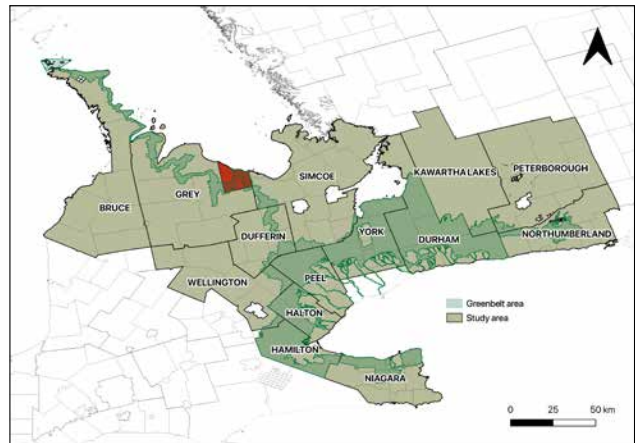 SIMCOE
KAWARTHA LAKES
PETERBOROUGH
BRUCE
GREY
DUFFERIN
YORK
DURHAM
NORTHUMBERLAND
WELLINGTON
PEEL
HALTON
HAMILTON
NIAGARA
Greenbelt area
Study area
0 25 50 km